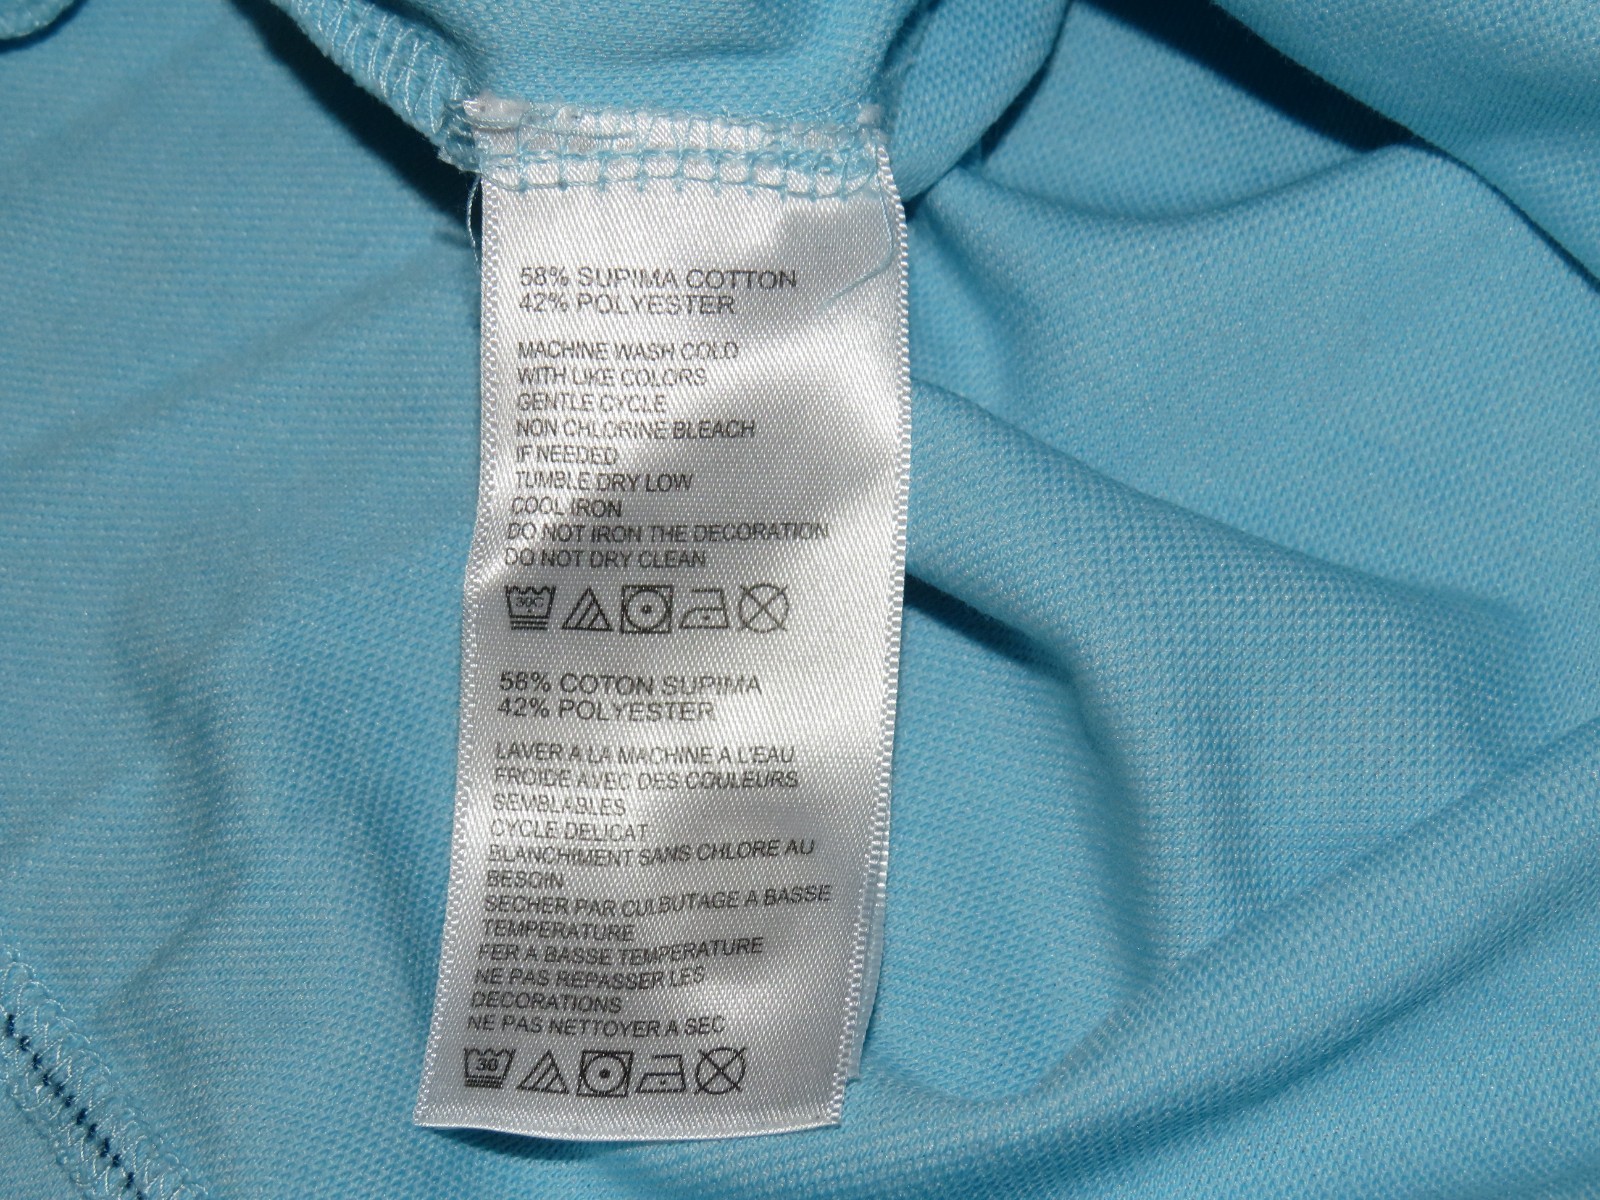 58% SUPIMA COTTON
42% POLYESTER
MACHINE WASH COLD
WITH LIKE COLORS
GENTLE CYCLE
NON CHLORINE BLEACH
IF NEEDED
TUMBLE DRY LOW
COOL IRON
DO NOT IRON THE DECORATION
DO NOT DRY CLEAN
30C
58% COTON SUPIMA
42% POLYESTER
LAVER A LA MACHINE A L'EAU
FROIDE AVEC DES COULEURS
SEMBLABLES
CYCLE DELICAT
BLANCHIMENT SANS CHLORE AU
BESOIN
SECHER PAR CULBUTAGE A BASSE
TEMPERATURE
FER A BASSE TEMPERATURE
NE PAS REPASSER LES
DECORATIONS
NE PAS NETTOYER A SEC
30